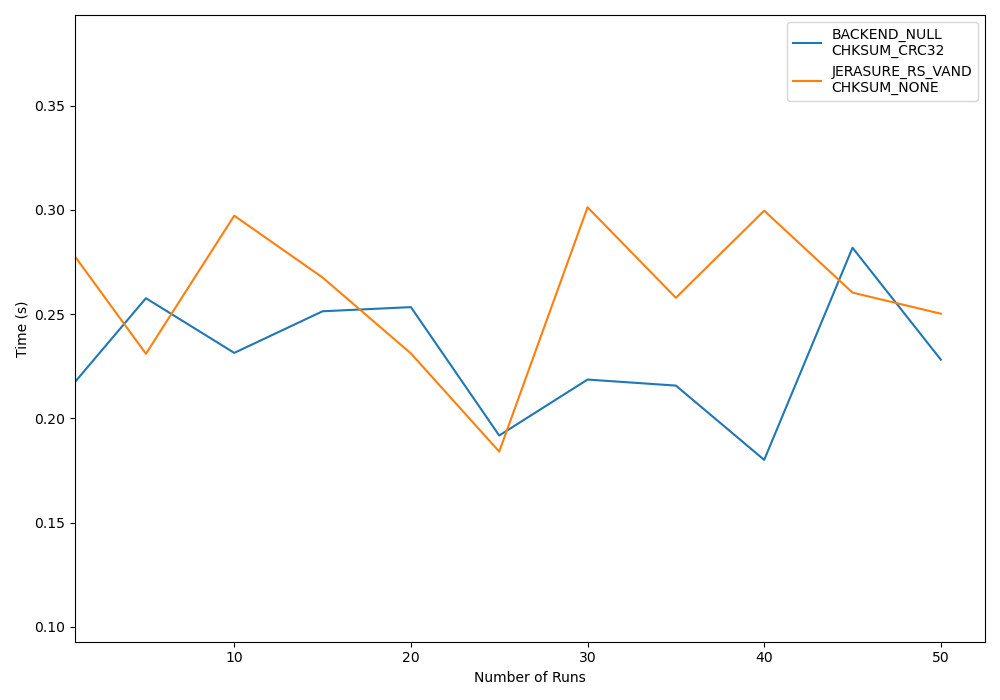 BACKEND_NULL
CHKSUM_CRC32
JERASURE_RS_VAND
CHKSUM_NONE
0.35
0.30
0.25
0.20
0.15
0.10
Time (s)
10 20 30 40 50
Number of Runs